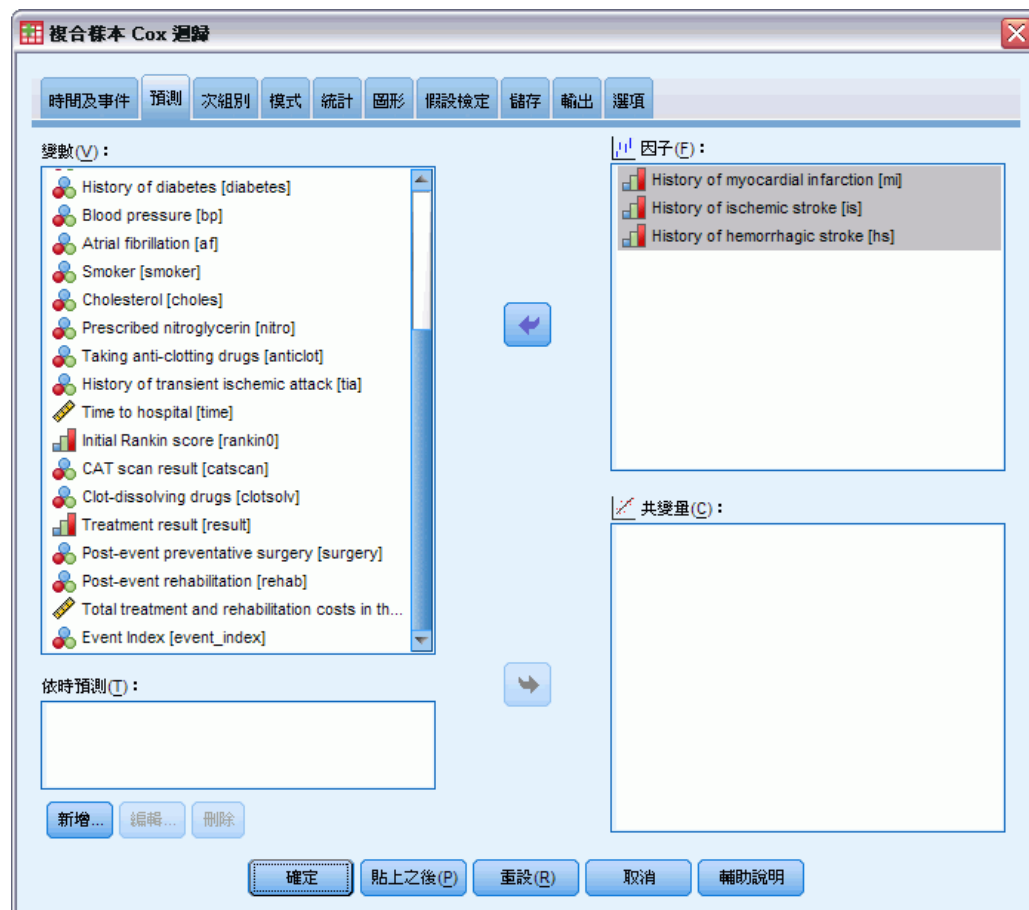 複合樣本 Cox 迴歸
時間及事件 預測 次組別 模式 統計 圖形 假設檢定 儲存 輸出 選項
變數(V)：
History of diabetes [diabetes]
Blood pressure [bp]
Atrial fibrillation [af]
Smoker [smoker]
Cholesterol [choles]
Prescribed nitroglycerin [nitro]
Taking anti-clotting drugs [anticlot]
History of transient ischemic attack [tia]
Time to hospital [time]
Initial Rankin score [rankin0]
CAT scan result [catscan]
Clot-dissolving drugs [clotsolv]
Treatment result [result]
Post-event preventative surgery [surgery]
Post-event rehabilitation [rehab]
Total treatment and rehabilitation costs in th...
Event Index [event_index]
依時預測(T)：
新增... 編輯... 刪除
因子(F)：
History of myocardial infarction [mi]
History of ischemic stroke [is]
History of hemorrhagic stroke [hs]
共變量(C)：
確定 貼上之後(P) 重設(R) 取消 輔助說明